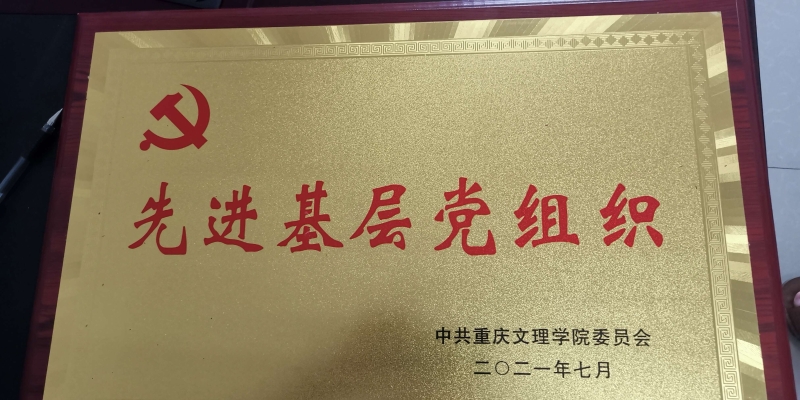 先进基层党组织
中共重庆文理学院委员会
二〇二一年七月